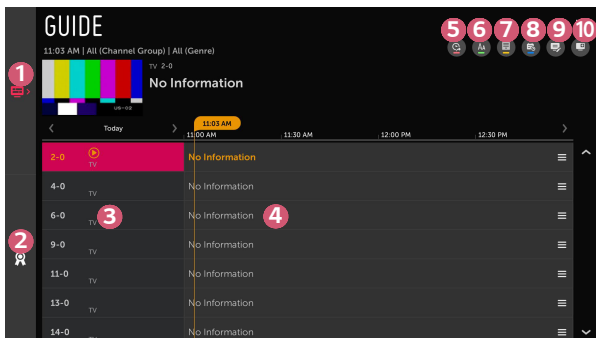 GUIDE
11:03 AM | All (Channel Group) | All (Genre)
5 6 7 8 9 10
1
TV 2-0
No Information
US-02
Today
11:03 AM
11:00 AM 11:30 AM 12:00 PM 12:30 PM
2-0 TV No Information
4-0 TV No Information
6-0 TV 3 No Information 4
2
9-0 TV No Information
11-0 TV No Information
13-0 TV No Information
14-0 TV No Information